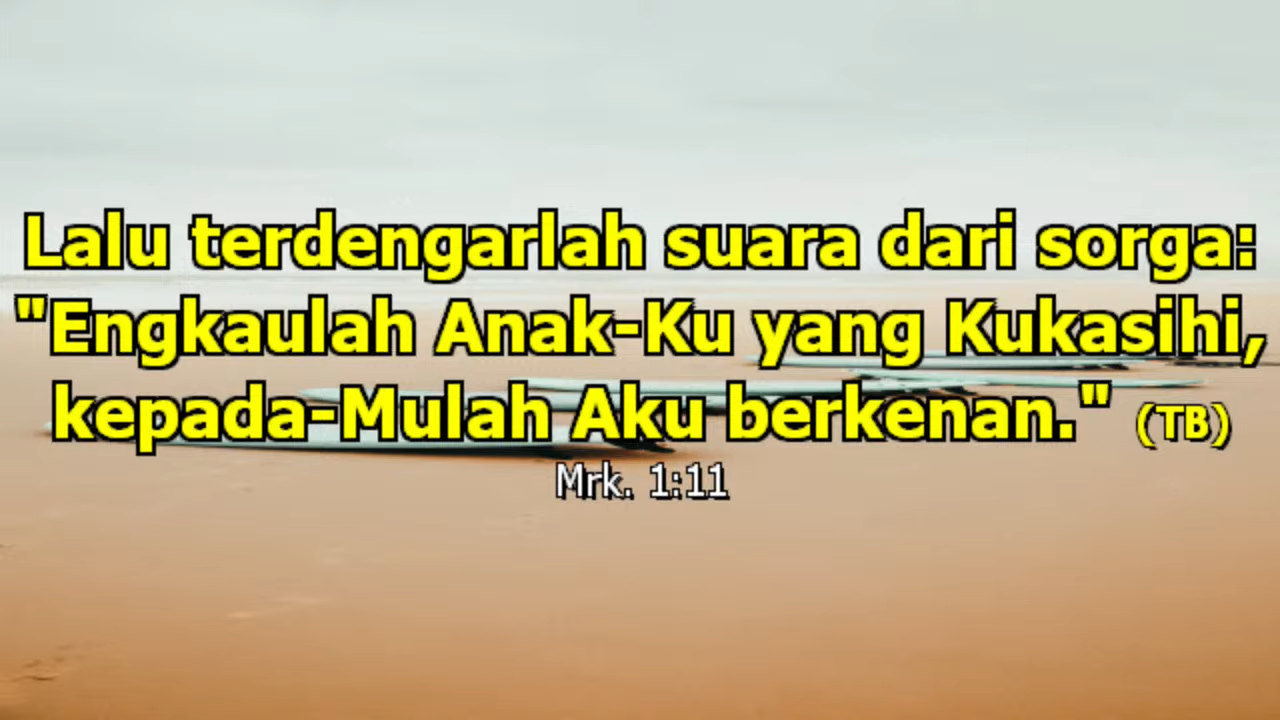 Lalu terdengarlah suara dari sorga:
"Engkaulah Anak-Ku yang Kukasihi,
kepada-Mulah Aku berkenan." (TB)
Mrk. 1:11